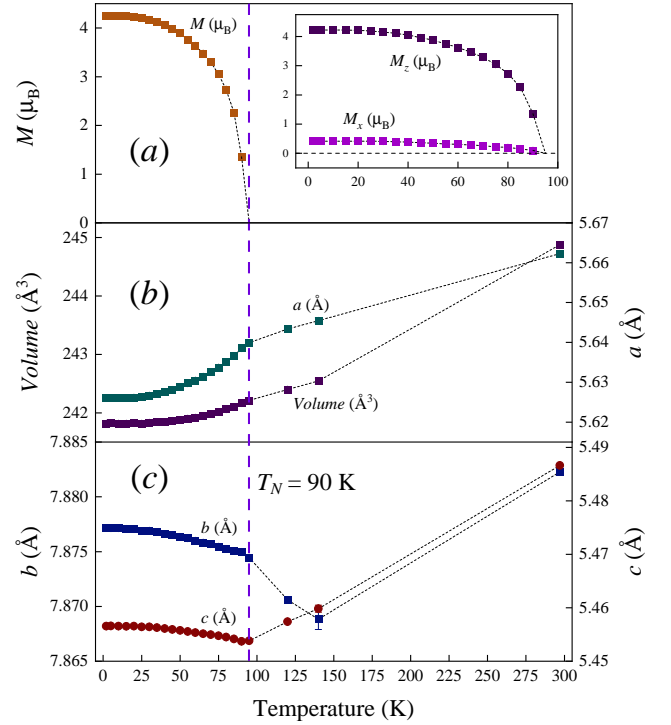 M (μB)
(a)
M (μB)
4
3
2
1
0
Mz (μB)
Mx (μB)
4
3
2
1
0
0 20 40 60 80 100
Volume (Å3)
(b)
a (Å)
Volume (Å3)
245
244
243
242
a (Å)
5.67
5.66
5.65
5.64
5.63
5.62
b (Å)
(c)
TN = 90 K
b (Å)
c (Å)
7.885
7.880
7.875
7.870
7.865
c (Å)
5.49
5.48
5.47
5.46
5.45
0 25 50 75 100 125 150 175 200 225 250 275 300
Temperature (K)